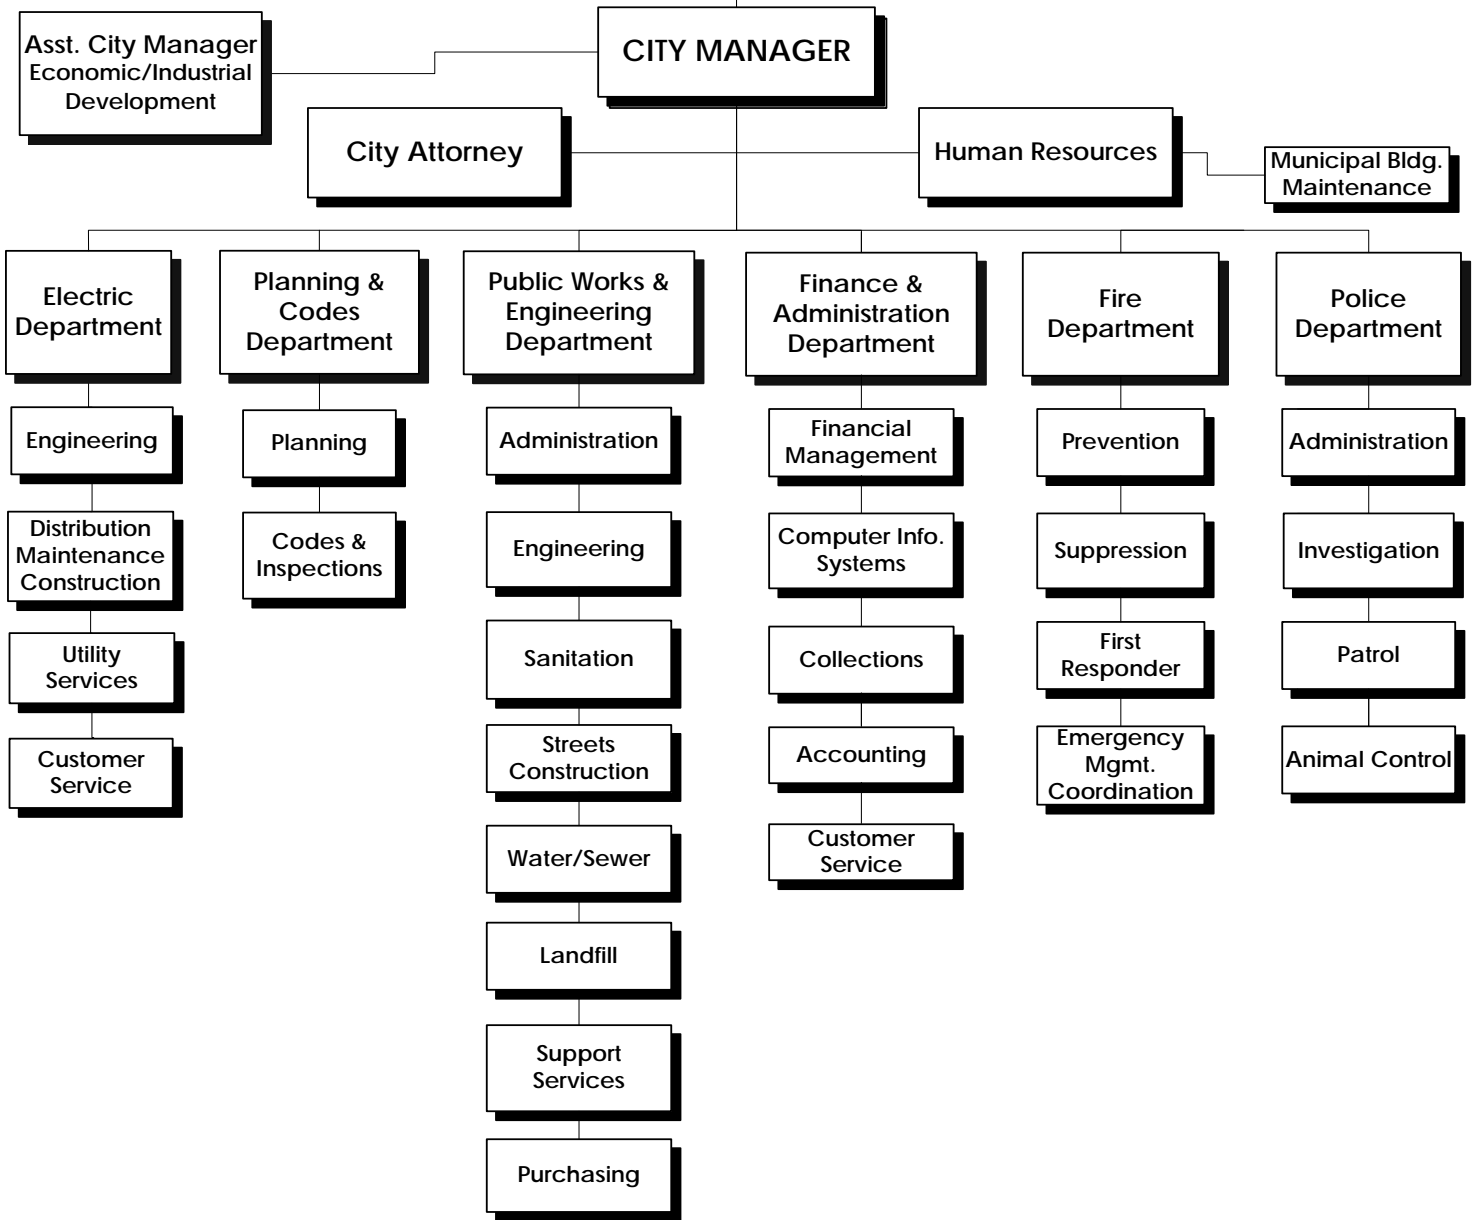 Asst. City Manager
Economic/Industrial
Development
CITY MANAGER
City Attorney
Human Resources
Municipal Bldg.
Maintenance
Electric
Department
Planning &
Codes
Department
Public Works &
Engineering
Department
Finance &
Administration
Department
Fire
Department
Police
Department
Engineering
Distribution
Maintenance
Construction
Utility
Services
Customer
Service
Planning
Codes &
Inspections
Administration
Engineering
Sanitation
Streets
Construction
Water/Sewer
Landfill
Support
Services
Purchasing
Financial
Management
Computer Info.
Systems
Collections
Accounting
Customer
Service
Prevention
Suppression
First
Responder
Emergency
Mgmt.
Coordination
Administration
Investigation
Patrol
Animal Control